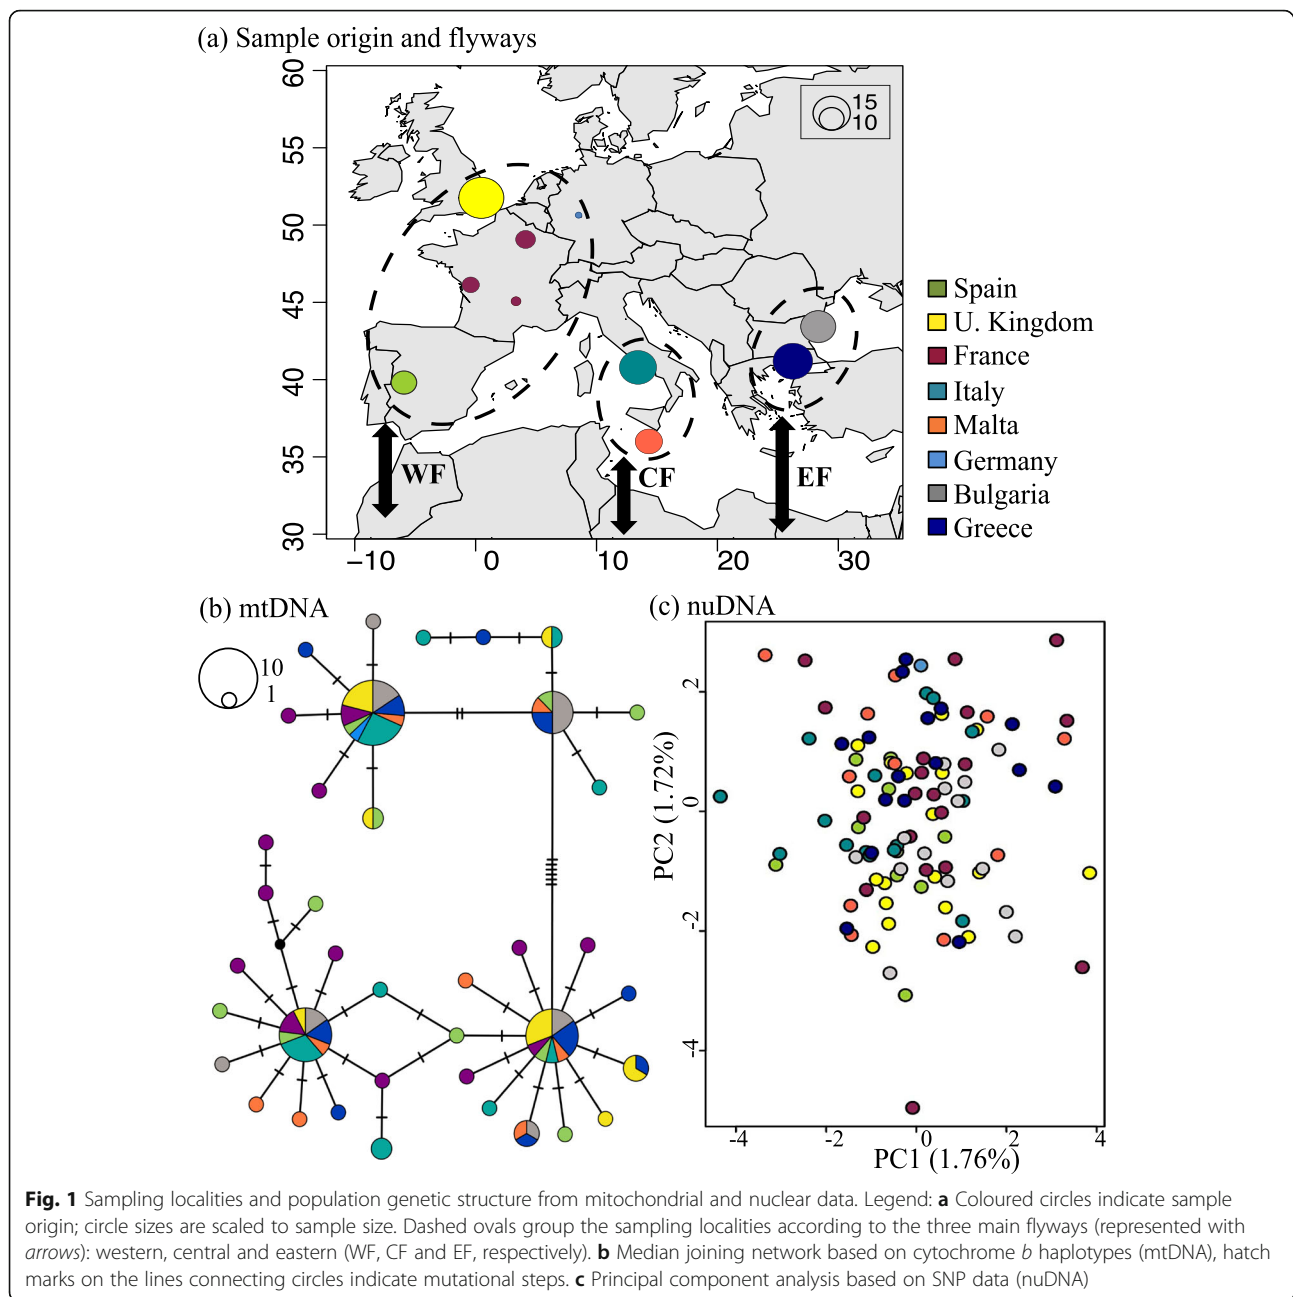 (a) Sample origin and flyways
60
55
50
45
40
35
30
15
10
WF
CF
EF
−10
0
10
20
30
Spain
U. Kingdom
France
Italy
Malta
Germany
Bulgaria
Greece
(b) mtDNA
10
1
(c) nuDNA
PC2 (1.72%)
2
0
-2
-4
-4
-2
0
2
4
PC1 (1.76%)
Fig. 1 Sampling localities and population genetic structure from mitochondrial and nuclear data. Legend: a Coloured circles indicate sample
origin; circle sizes are scaled to sample size. Dashed ovals group the sampling localities according to the three main flyways (represented with
arrows): western, central and eastern (WF, CF and EF, respectively). b Median joining network based on cytochrome b haplotypes (mtDNA), hatch
marks on the lines connecting circles indicate mutational steps. c Principal component analysis based on SNP data (nuDNA)